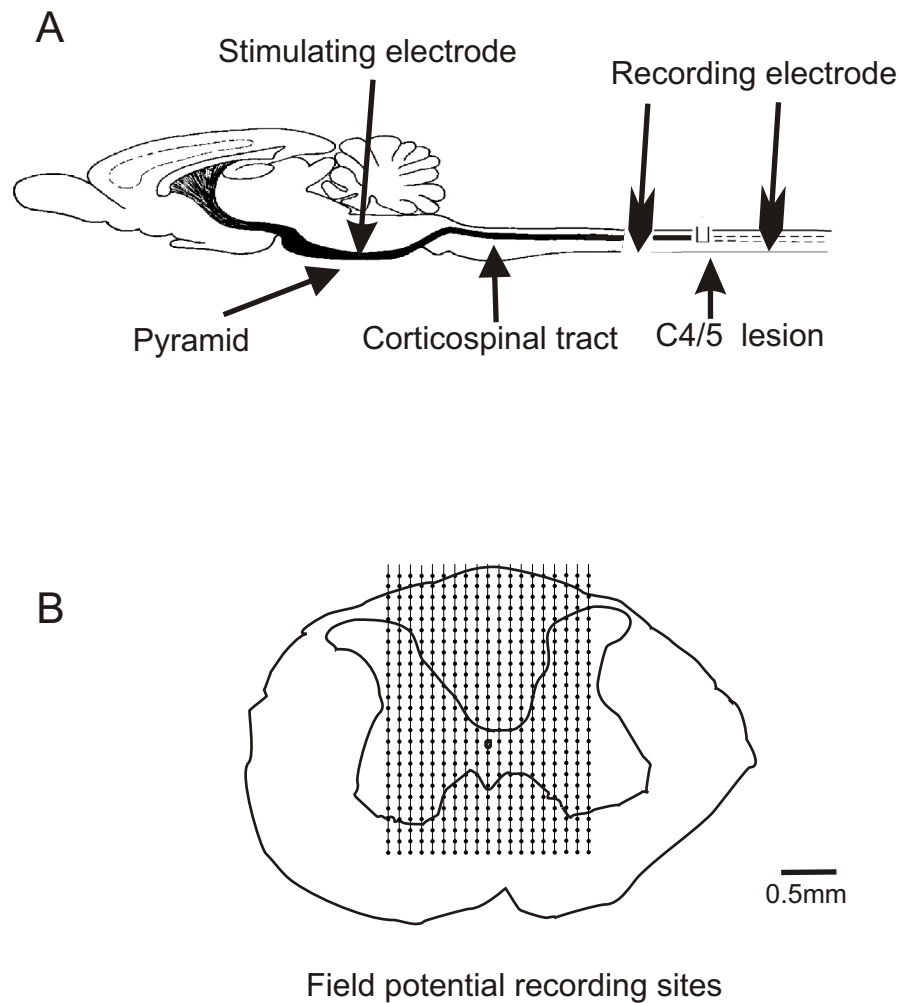 A
Stimulating electrode
Recording electrode
Pyramid
Corticospinal tract
C4/5 lesion
B
0.5mm
Field potential recording sites